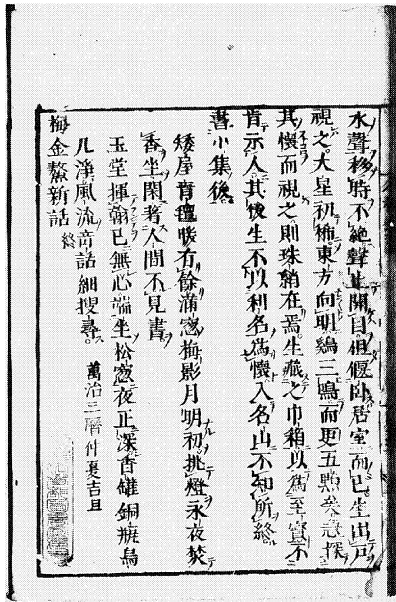 水聲移時不絶聲止開目但偃臥居室而已生出戶
視之大星初稀東方向明鷄三鳴而更五點矣急探
其懷而視之則珠綃在焉生藏之巾箱以爲至寶不
肯示人其後生不以利名爲懷入名山不知所終
書小集後
矮屋靑氈暖有餘滿窓梅影月明初挑燈永夜焚
香坐閑著人間不見書
玉堂揮翰已無心端坐松窓夜正深香罐銅瓶烏
几淨風流奇話細搜尋
萬治三曆仲夏吉旦
梅金鰲新話終